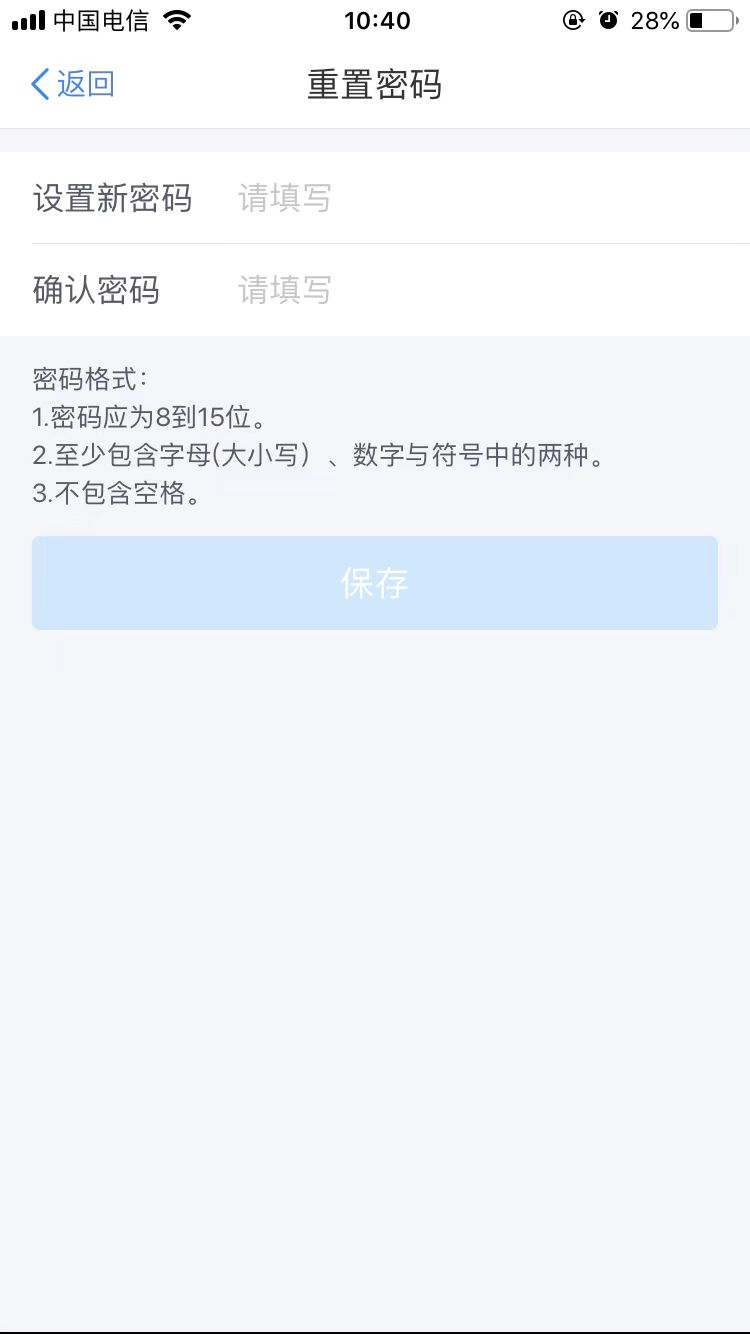 中国电信 10:40 28%
返回 重置密码
设置新密码 请填写
确认密码 请填写
密码格式：
1.密码应为8到15位。
2.至少包含字母(大小写）、数字与符号中的两种。
3.不包含空格。
保存